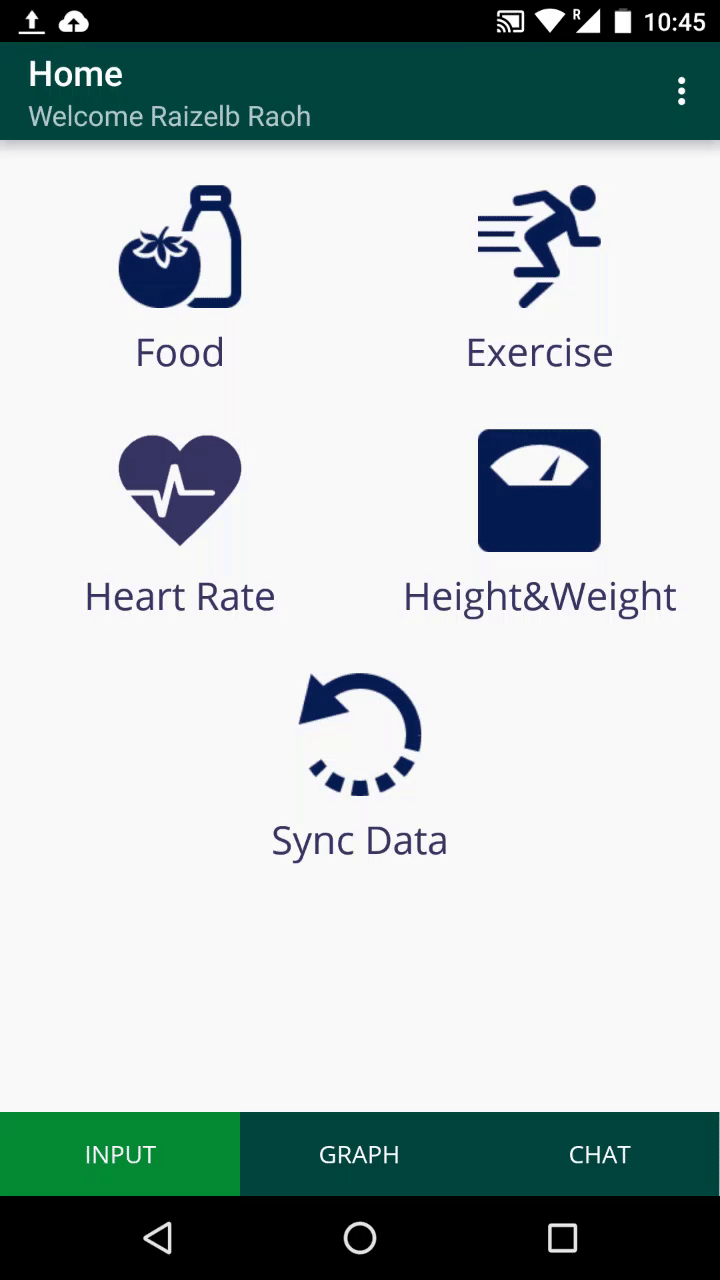 R
10:45
Home
Welcome Raizelb Raoh
Food
Exercise
Heart Rate
Height&Weight
Sync Data
INPUT
GRAPH
CHAT